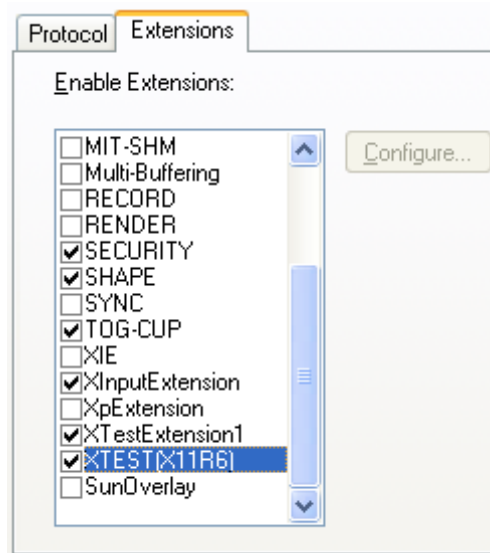 Protocol Extensions
Enable Extensions:
MIT-SHM
Configure...
Multi-Buffering
RECORD
RENDER
SECURITY
SHAPE
SYNC
TOG-CUP
XIE
XInputExtension
XpExtension
XTestExtension1
XTEST(X11R6)
SunOverlay